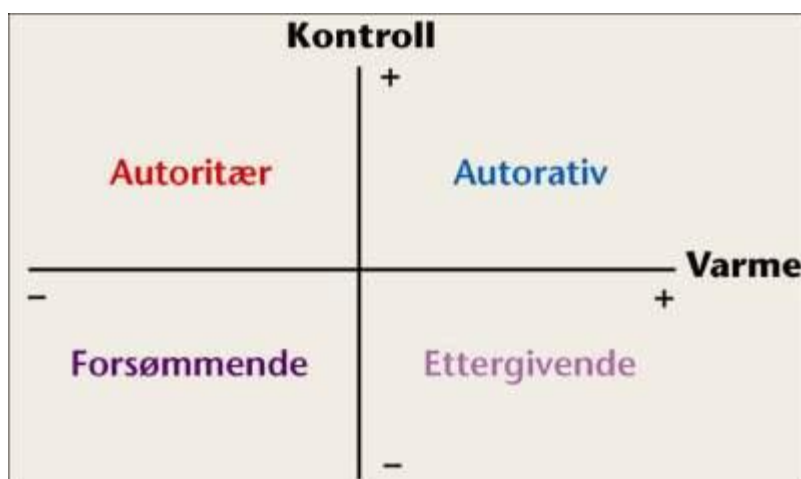 Kontroll
+
Autoritær Autorativ
Varme
− +
Forsømmende Ettergivende
−